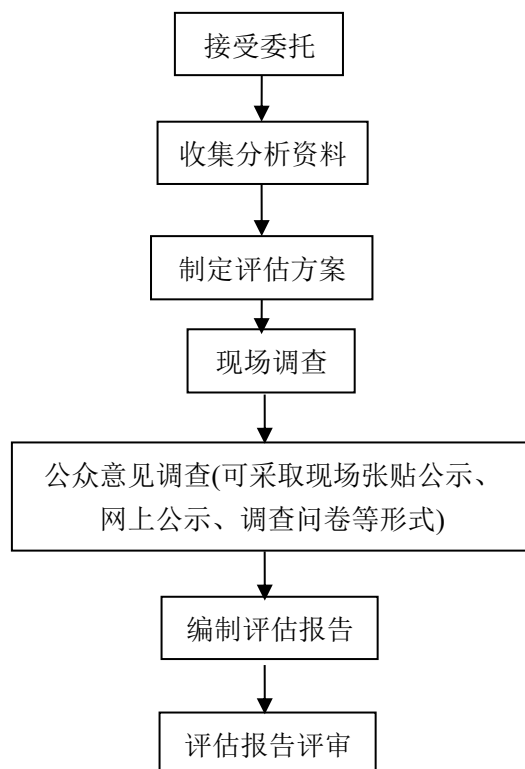 接受委托
收集分析资料
制定评估方案
现场调查
公众意见调查(可采取现场张贴公示、
网上公示、调查问卷等形式)
编制评估报告
评估报告评审